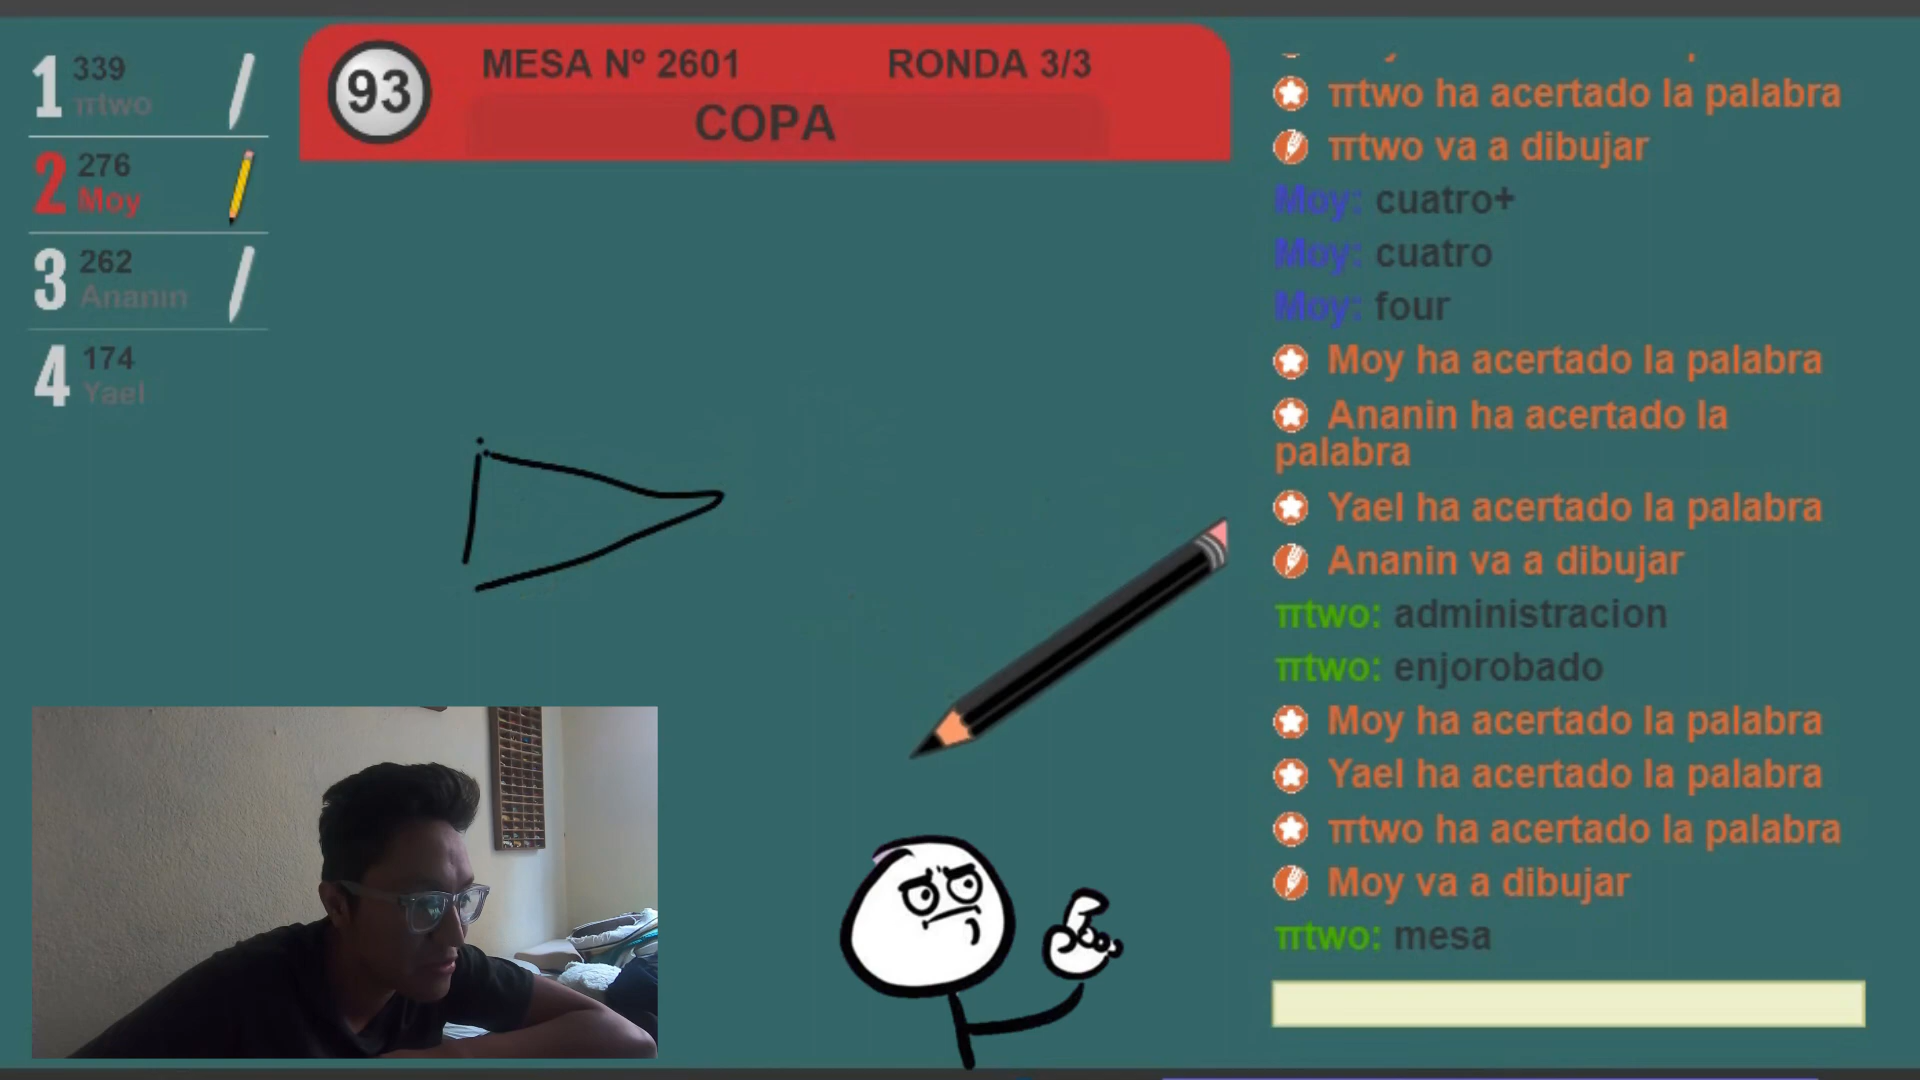 1 339
πtwo
2 276
Moy
3 262
Ananin
4 174
Yael
93
MESA Nº 2601
RONDA 3/3
COPA
πtwo ha acertado la palabra
πtwo va a dibujar
Moy: cuatro+
Moy: cuatro
Moy: four
Moy ha acertado la palabra
Ananin ha acertado la
palabra
Yael ha acertado la palabra
Ananin va a dibujar
πtwo: administracion
πtwo: enjorobado
Moy ha acertado la palabra
Yael ha acertado la palabra
πtwo ha acertado la palabra
Moy va a dibujar
πtwo: mesa